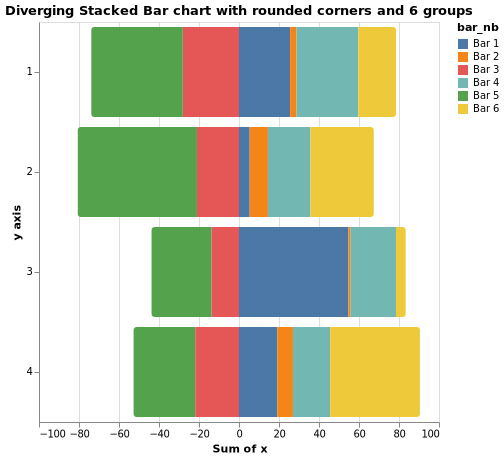 Diverging Stacked Bar chart with rounded corners and 6 groups
bar_nb
Bar 1
Bar 2
Bar 3
Bar 4
Bar 5
Bar 6
y axis
1
2
3
4
−100 −80 −60 −40 −20 0 20 40 60 80 100
Sum of x